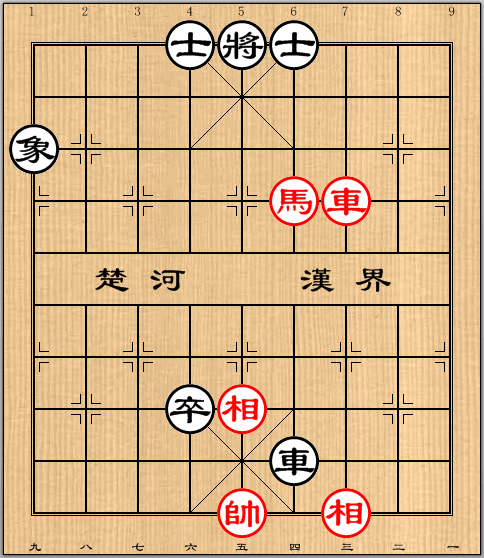 1 2 3 4 5 6 7 8 9
士 將 士
象
馬 車
楚河 漢界
卒 相
車
帥 相
九 八 七 六 五 四 三 二 一